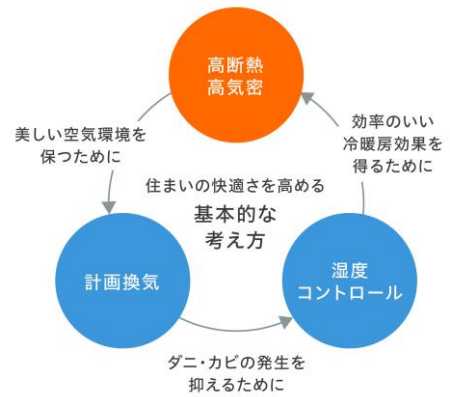 高断熱
高気密
美しい空気環境を
保つために
効率のいい
冷暖房効果を
得るために
住まいの快適さを高める
基本的な
考え方
計画換気
湿度
コントロール
ダニ・カビの発生を
抑えるために